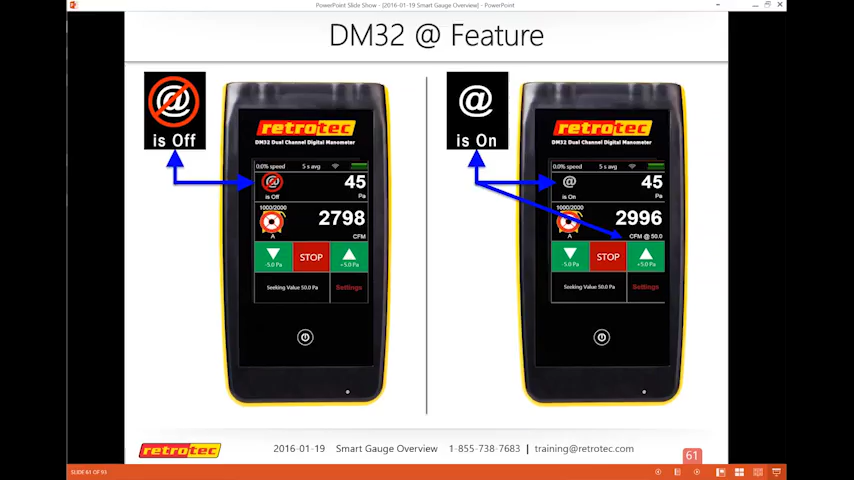 PowerPoint Slide Show - [2016-01-19 Smart Gauge Overview] - PowerPoint
DM32 @ Feature
@
is Off
retrotec
DM32 Dual Channel Digital Manometer
0.0% speed 5 s avg
@ 45
is Off Pa
1000/2000
2798
A CFM
-5.0 Pa STOP +5.0 Pa
Seeking Value 50.0 Pa Settings
@
is On
retrotec
DM32 Dual Channel Digital Manometer
0.0% speed 5 s avg
@ 45
is On Pa
1000/2000
2996
A CFM @ 50.0
-5.0 Pa STOP +5.0 Pa
Seeking Value 50.0 Pa Settings
retrotec 2016-01-19 Smart Gauge Overview 1-855-738-7683 | training@retrotec.com 61
SLIDE 61 OF 93